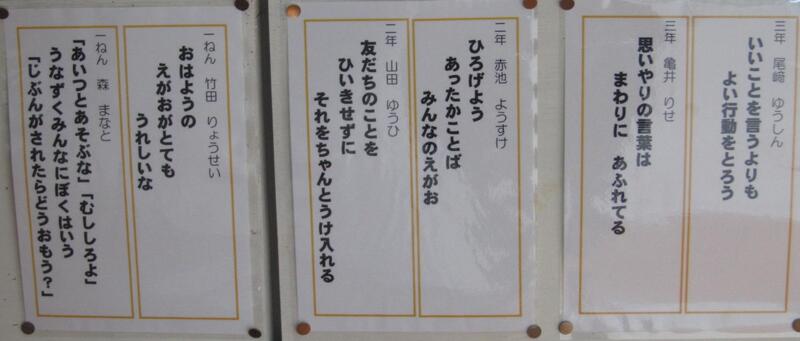 三年　尾﨑　ゆうしん
いいことを言うよりも
よい行動をとろう
三年　亀井　りせ
思いやりの言葉は
まわりに　あふれてる
二年　赤池　ようすけ
ひろげよう
あったかことば
みんなのえがお
二年　山田　ゆうひ
友だちのことを
ひいきせずに
それをちゃんとうけ入れる
一ねん　竹田　りょうせい
おはようの
えがおがとても
うれしいな
一ねん　森　まなと
「あいつとあそぶな」「むししろよ」
うなずくみんなにぼくはいう
「じぶんがされたらどうおもう？」